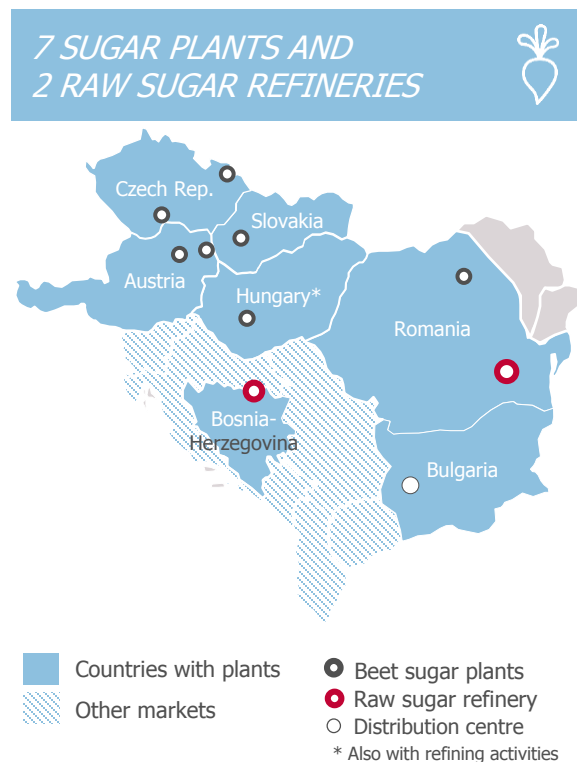 7 SUGAR PLANTS AND
2 RAW SUGAR REFINERIES
Czech Rep.
Slovakia
Austria
Hungary*
Romania
Bosnia-
Herzegovina
Bulgaria
Countries with plants
Other markets
Beet sugar plants
Raw sugar refinery
Distribution centre
* Also with refining activities